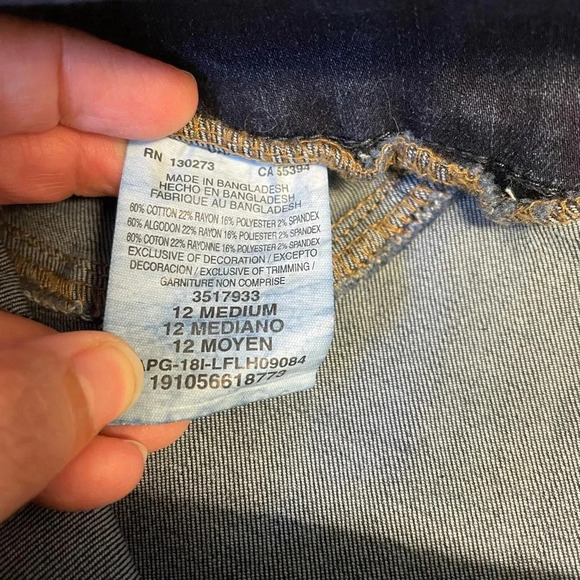 RN 130273 CA 55394
MADE IN BANGLADESH
HECHO EN BANGLADESH
FABRIQUE AU BANGLADESH
60% COTTON 22% RAYON 16% POLYESTER 2% SPANDEX
60% ALGODON 22% RAYON 16% POLIESTER 2% SPANDEX
60% COTON 22% RAYONNE 16% POLYESTER 2% SPANDEX
EXCLUSIVE OF DECORATION / EXCEPTO
DECORACION / EXCLUSIVE OF TRIMMING /
GARNITURE NON COMPRISE
3517933
12 MEDIUM
12 MEDIANO
12 MOYEN
APG-18I-LFLH09084
191056618773